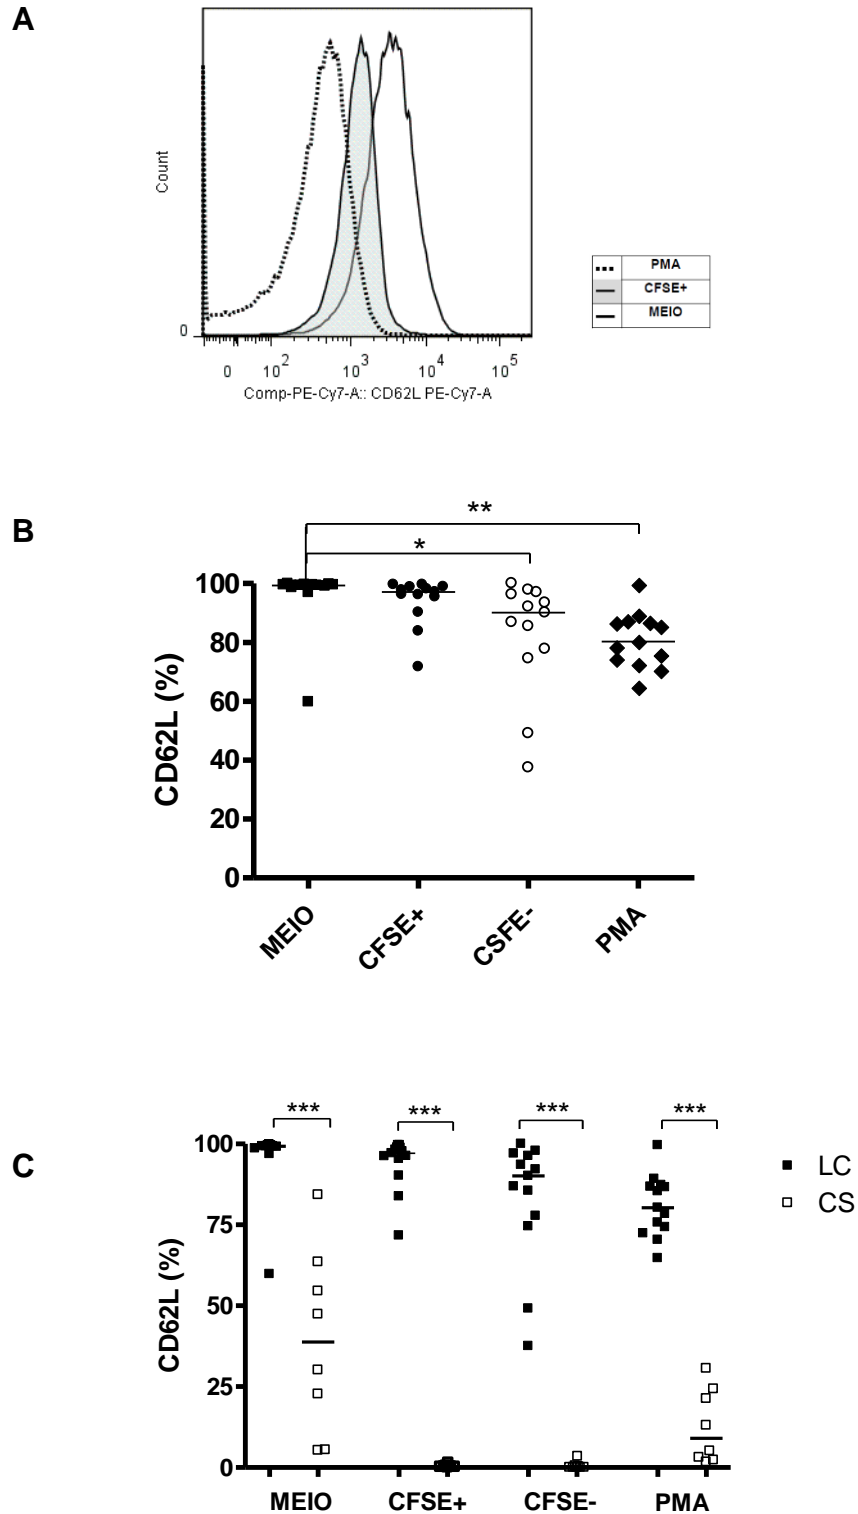 A
Count
0
0 10^2 10^3 10^4 10^5
Comp-PE-Cy7-A:: CD62L PE-Cy7-A
PMA
CFSE+
MEIO
B
**
*
CD62L (%)
100
80
60
40
20
0
MEIO CFSE+ CSFE- PMA
C
*** *** *** ***
CD62L (%)
100
75
50
25
0
MEIO CFSE+ CFSE- PMA
LC
CS